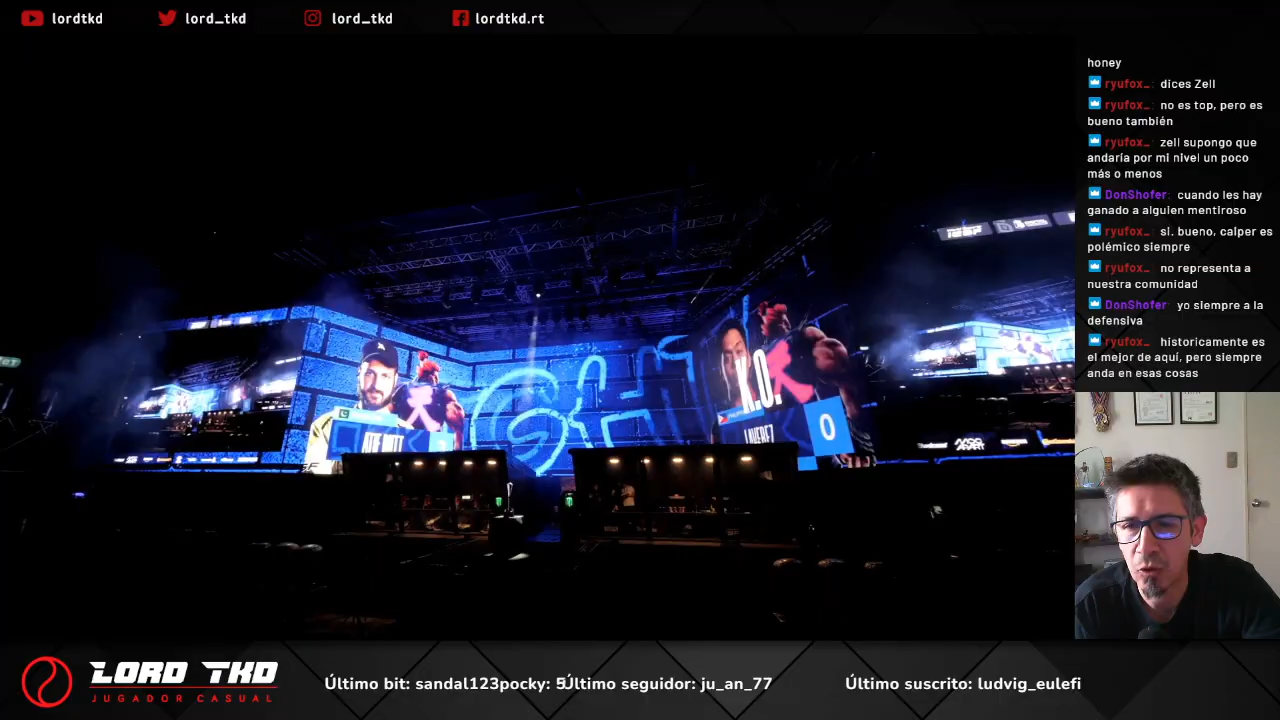 lordtkd
lord_tkd
lord_tkd
lordtkd.rt
honey
ryufox_: dices Zell
ryufox_: no es top, pero es
bueno también
ryufox_: zell supongo que
andaría por mi nivel un poco
más o menos
DonShofer: cuando les hay
ganado a alguien mentiroso
ryufox_: si. bueno, calper es
polémico siempre
ryufox_: no representa a
nuestra comunidad
DonShofer: yo siempre a la
defensiva
ryufox_: historicamente es
el mejor de aquí, pero siempre
anda en esas cosas
K.O.
0
LORD TKD
JUGADOR CASUAL
Último bit: sandal123pocky: 5
Último seguidor: ju_an_77
Último suscrito: ludvig_eulefi